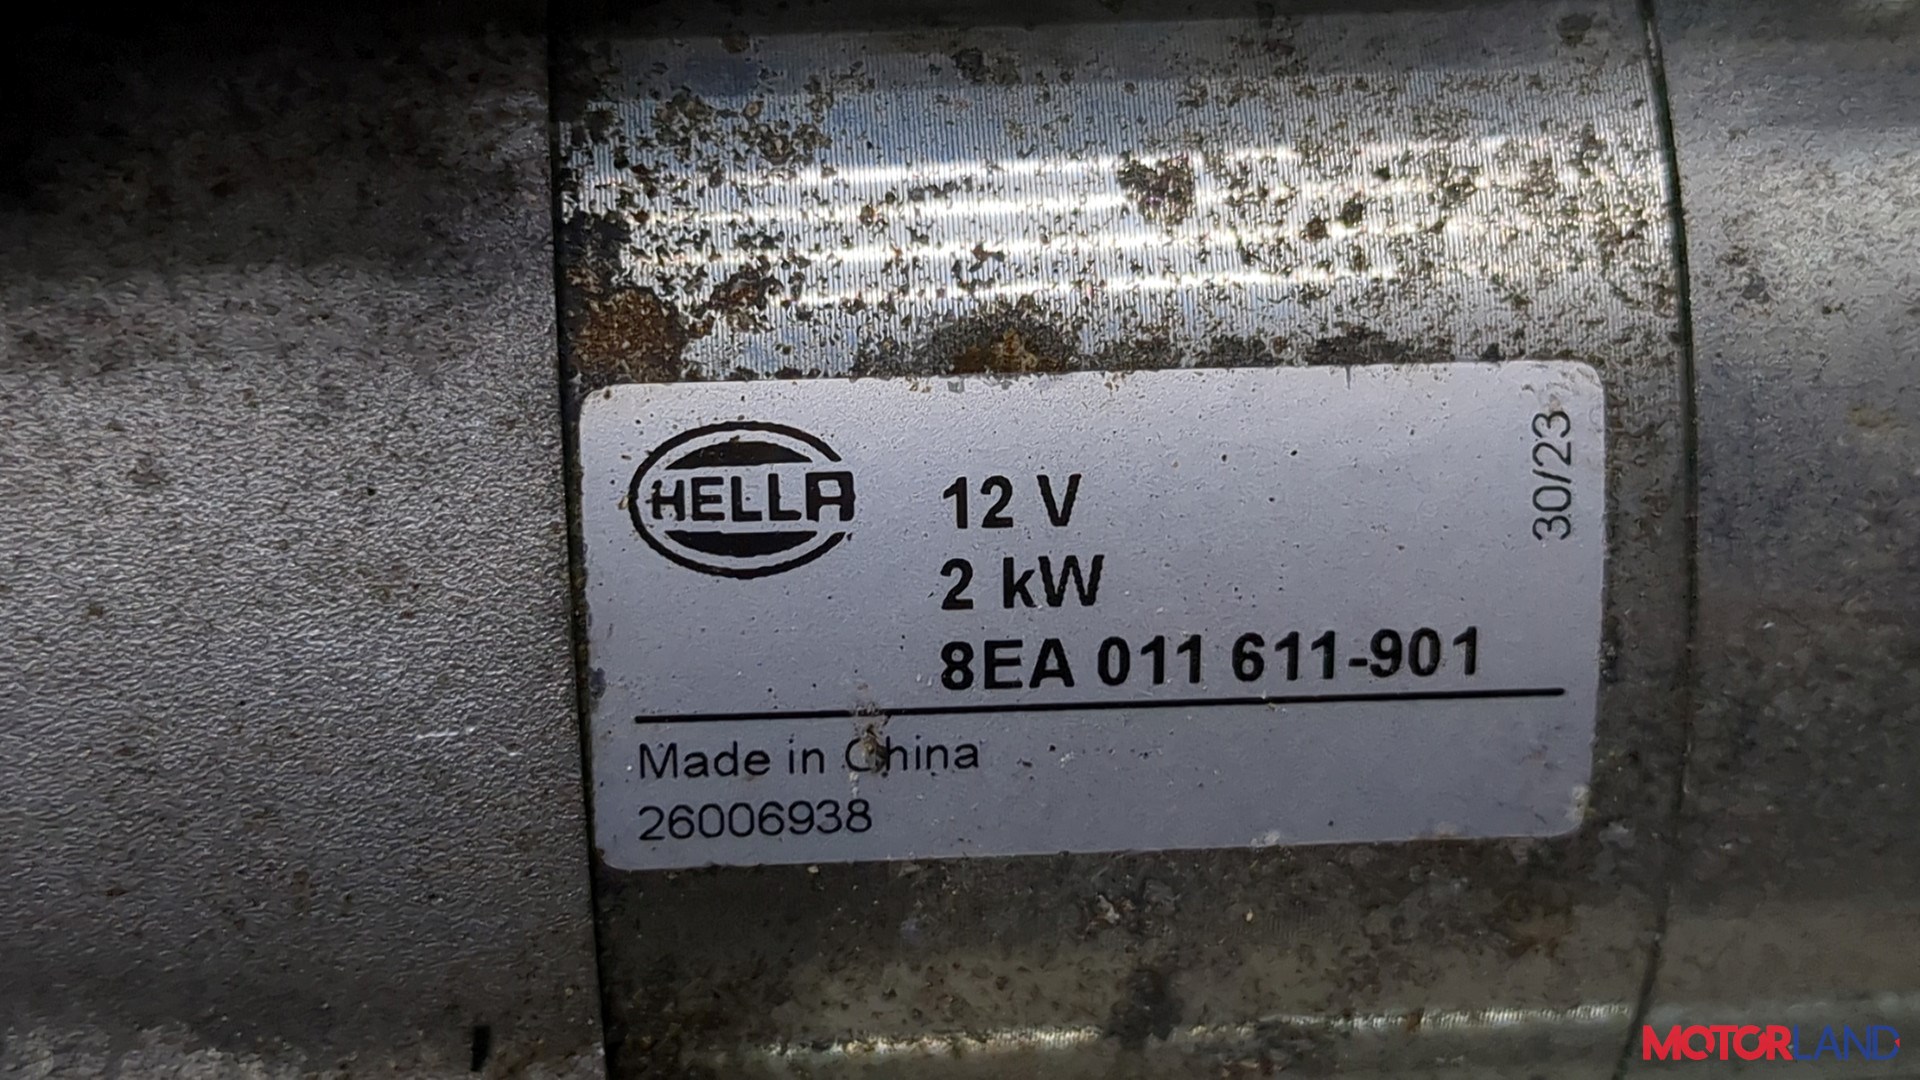 HELLA
12 V
2 kW
8EA 011 611-901
30/23
Made in China
26006938
MOTORLAND